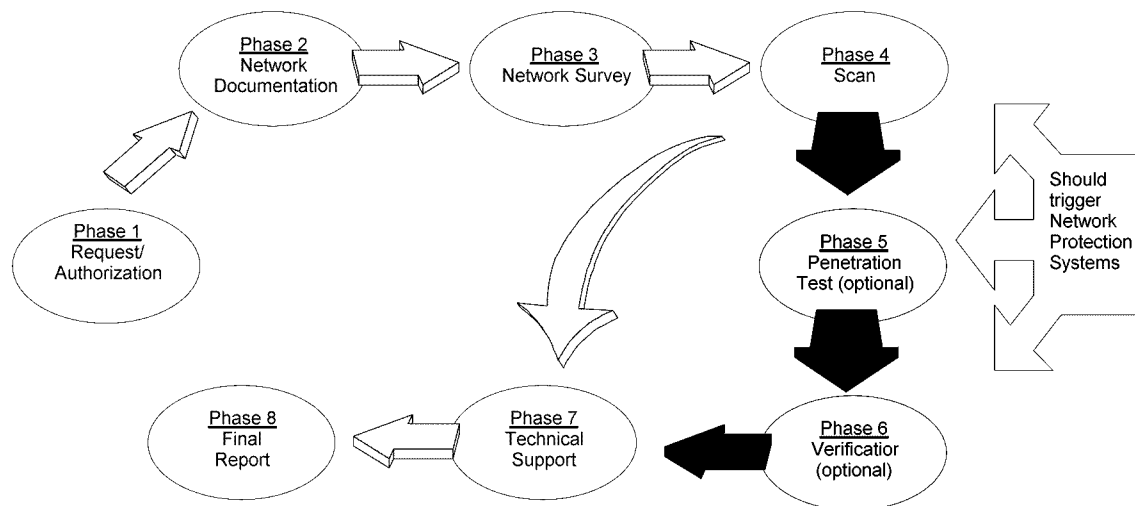 Phase 1
Request/
Authorization
Phase 2
Network
Documentation
Phase 3
Network Survey
Phase 4
Scan
Phase 5
Penetration
Test (optional)
Should
trigger
Network
Protection
Systems
Phase 6
Verificatior
(optional)
Phase 7
Technical
Support
Phase 8
Final
Report